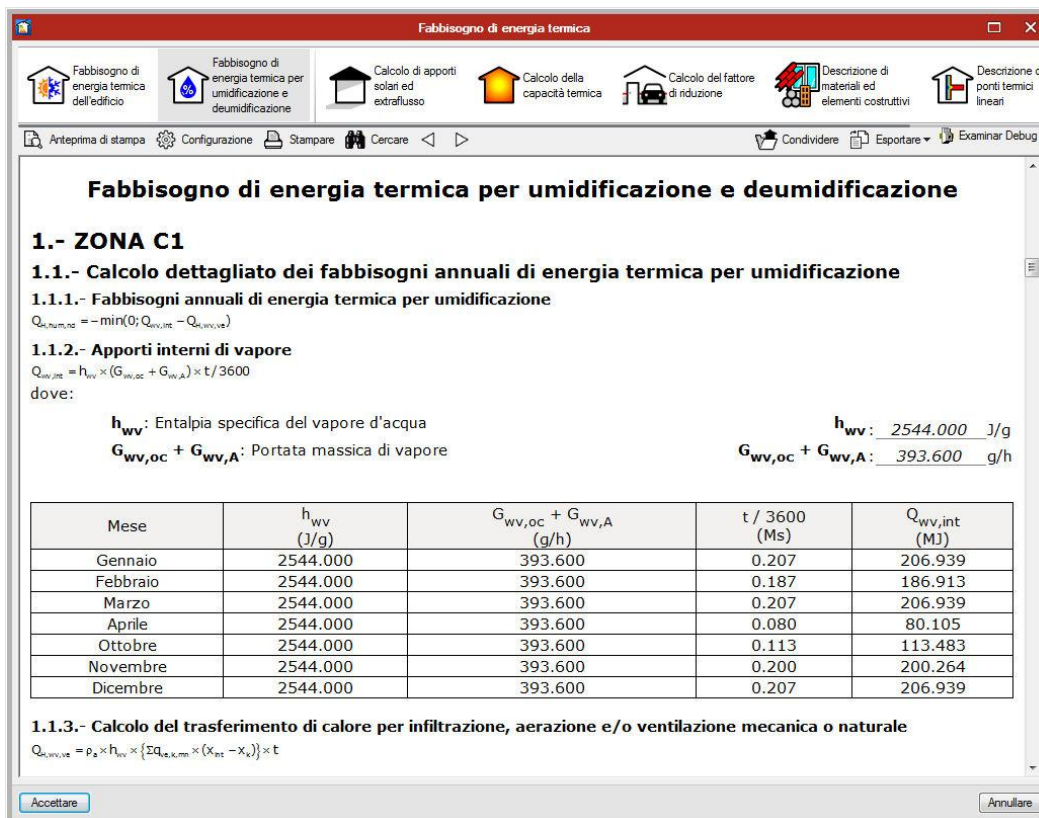 Fabbisogno di energia termica
Fabbisogno di
energia termica
dell'edificio
Fabbisogno di
energia termica per
umidificazione e
deumidificazione
Calcolo di apporti
solari ed
extraflusso
Calcolo della
capacità termica
Calcolo del fattore
di riduzione
Descrizione di
materiali ed
elementi costruttivi
Descrizione d
ponti termici
lineari
Anteprima di stampa Configurazione Stampare Cercare Condividere Esportare Examinar Debug
Fabbisogno di energia termica per umidificazione e deumidificazione
1.- ZONA C1
1.1.- Calcolo dettagliato dei fabbisogni annuali di energia termica per umidificazione
1.1.1.- Fabbisogni annuali di energia termica per umidificazione
Q_H,hum,nd = −min(0; Q_wv,int − Q_H,wv,ve)
1.1.2.- Apporti interni di vapore
Q_wv,int = h_wv × (G_wv,oc + G_wv,A) × t/3600
dove:
h_wv: Entalpia specifica del vapore d'acqua h_wv: 2544.000 J/g
G_wv,oc + G_wv,A: Portata massica di vapore G_wv,oc + G_wv,A: 393.600 g/h
Mese h_wv (J/g) G_wv,oc + G_wv,A (g/h) t / 3600 (Ms) Q_wv,int (MJ)
Gennaio 2544.000 393.600 0.207 206.939
Febbraio 2544.000 393.600 0.187 186.913
Marzo 2544.000 393.600 0.207 206.939
Aprile 2544.000 393.600 0.080 80.105
Ottobre 2544.000 393.600 0.113 113.483
Novembre 2544.000 393.600 0.200 200.264
Dicembre 2544.000 393.600 0.207 206.939
1.1.3.- Calcolo del trasferimento di calore per infiltrazione, aerazione e/o ventilazione meccanica o naturale
Q_H,wv,ve = ρ_a × h_wv × {Σq_ve,k,mn × (x_int − x_k)} × t
Accettare Annullare